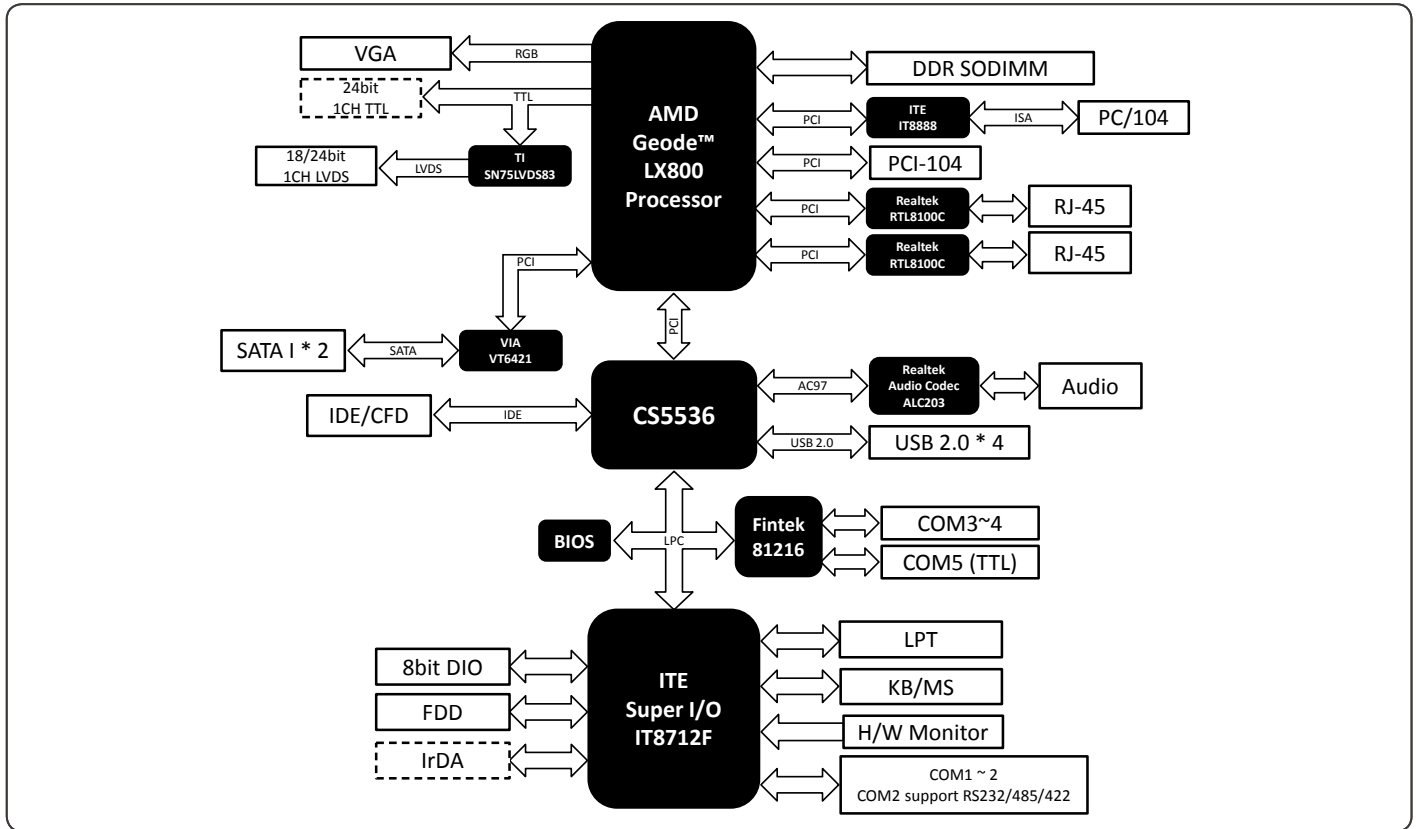 VGA
RGB
24bit
1CH TTL
TTL
18/24bit
1CH LVDS
LVDS
TI
SN75LVDS83
AMD
Geode™
LX800
Processor
DDR SODIMM
PCI
ITE
IT8888
ISA
PC/104
PCI
PCI-104
PCI
Realtek
RTL8100C
RJ-45
PCI
Realtek
RTL8100C
RJ-45
PCI
PCI
SATA I * 2
SATA
VIA
VT6421
IDE/CFD
IDE
CS5536
AC97
Realtek
Audio Codec
ALC203
Audio
USB 2.0
USB 2.0 * 4
BIOS
LPC
Fintek
81216
COM3~4
COM5 (TTL)
8bit DIO
FDD
IrDA
ITE
Super I/O
IT8712F
LPT
KB/MS
H/W Monitor
COM1 ~ 2
COM2 support RS232/485/422